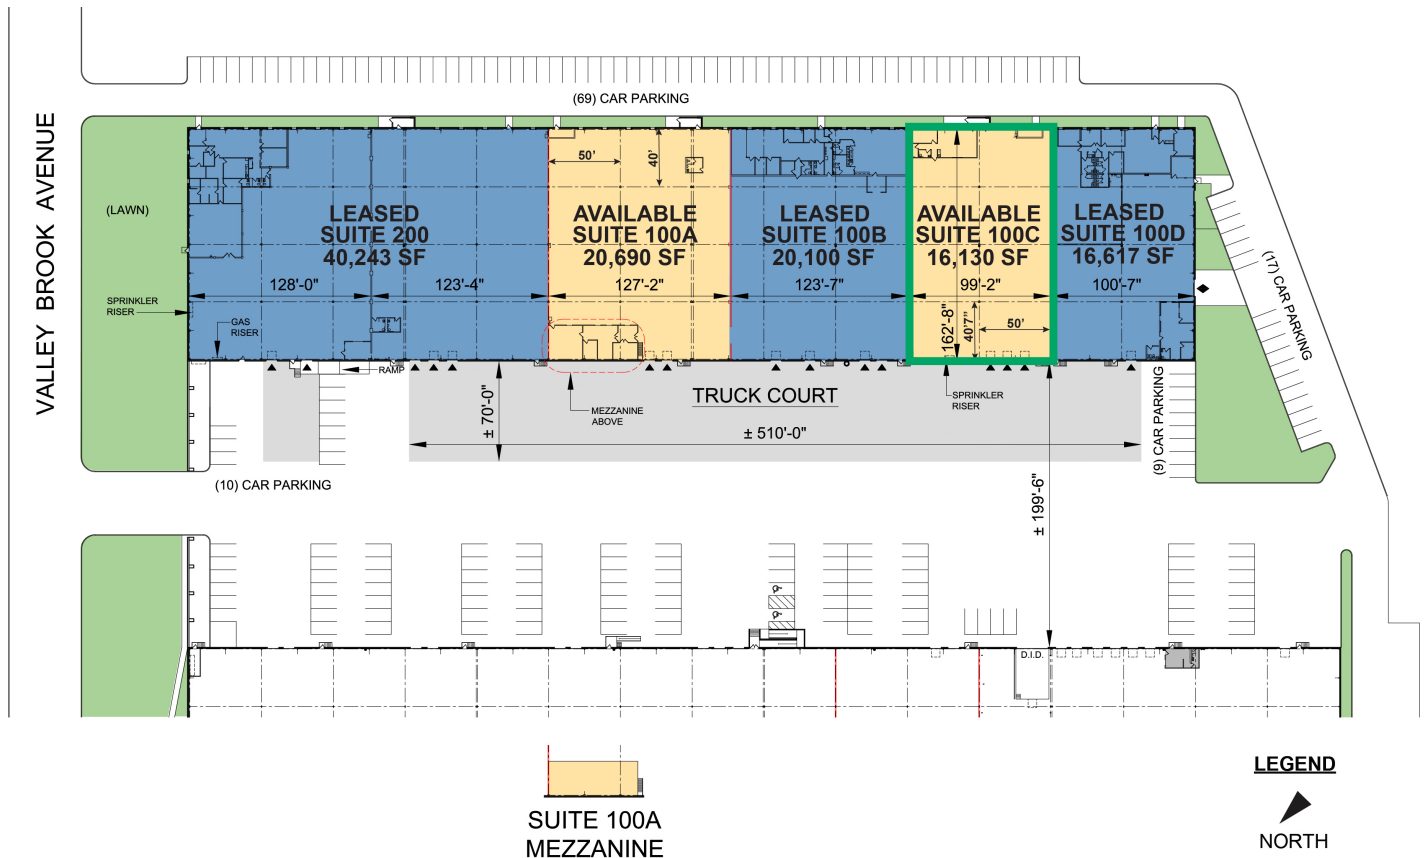 (69) CAR PARKING
VALLEY BROOK AVENUE
(LAWN)
SPRINKLER
RISER
GAS
RISER
LEASED
SUITE 200
40,243 SF
128'-0"
123'-4"
50'
40'
AVAILABLE
SUITE 100A
20,690 SF
127'-2"
LEASED
SUITE 100B
20,100 SF
123'-7"
AVAILABLE
SUITE 100C
16,130 SF
99'-2"
162'-8"
40'7"
50'
LEASED
SUITE 100D
16,617 SF
100'-7"
(17) CAR PARKING
RAMP
MEZZANINE
ABOVE
TRUCK COURT
SPRINKLER
RISER
± 70'-0"
± 510'-0"
(9) CAR PARKING
(10) CAR PARKING
± 199'-6"
D.I.D.
SUITE 100A
MEZZANINE
LEGEND
NORTH